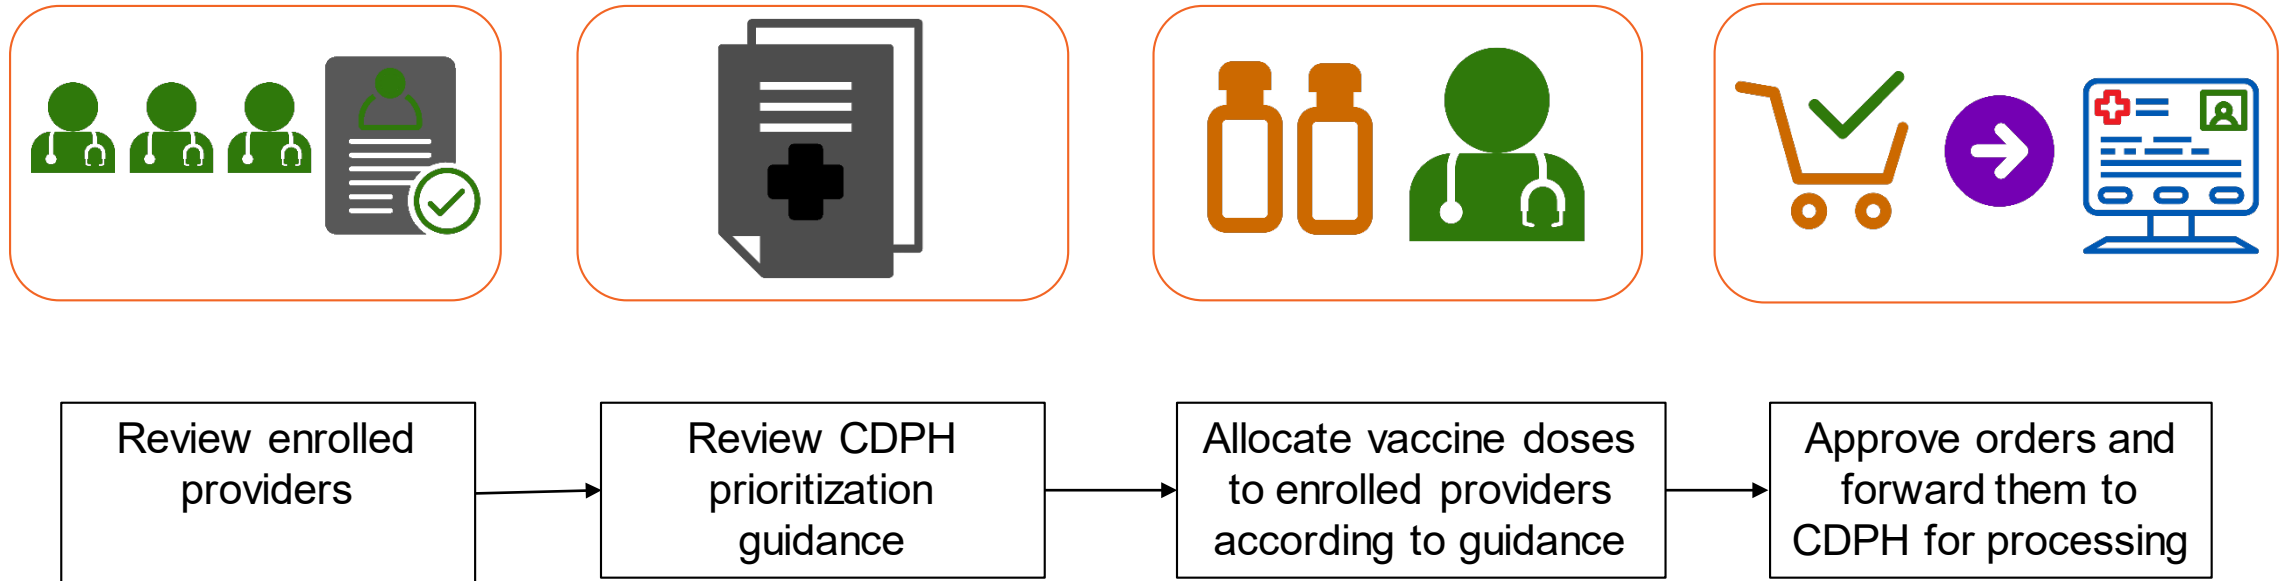 Review enrolled
providers
Review CDPH
prioritization
guidance
Allocate vaccine doses
to enrolled providers
according to guidance
Approve orders and
forward them to
CDPH for processing